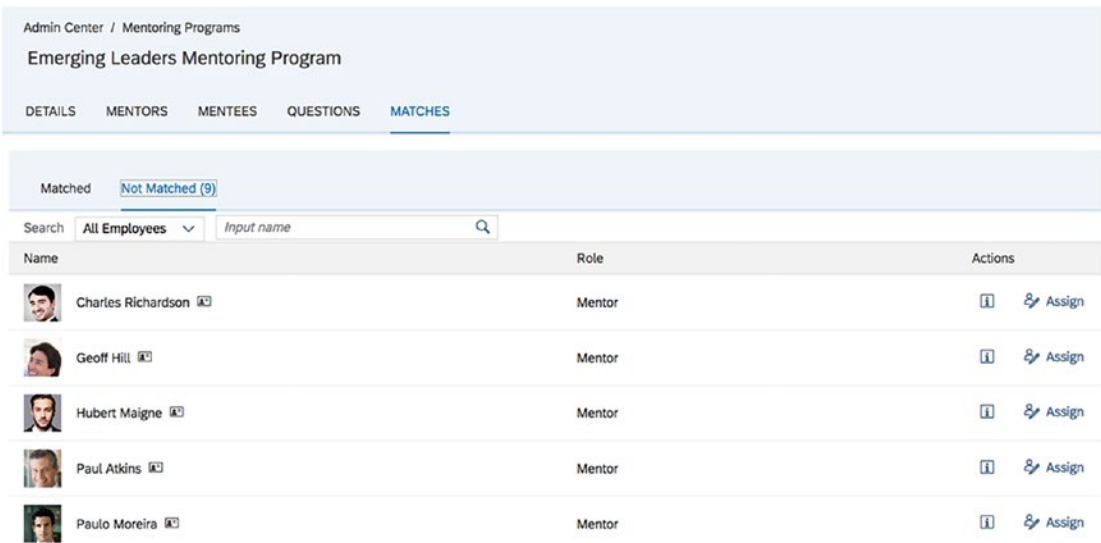 Admin Center / Mentoring Programs
Emerging Leaders Mentoring Program
DETAILS MENTORS MENTEES QUESTIONS MATCHES
Matched Not Matched (9)
Search All Employees Input name
Name Role Actions
Charles Richardson Mentor Assign
Geoff Hill Mentor Assign
Hubert Maigne Mentor Assign
Paul Atkins Mentor Assign
Paulo Moreira Mentor Assign